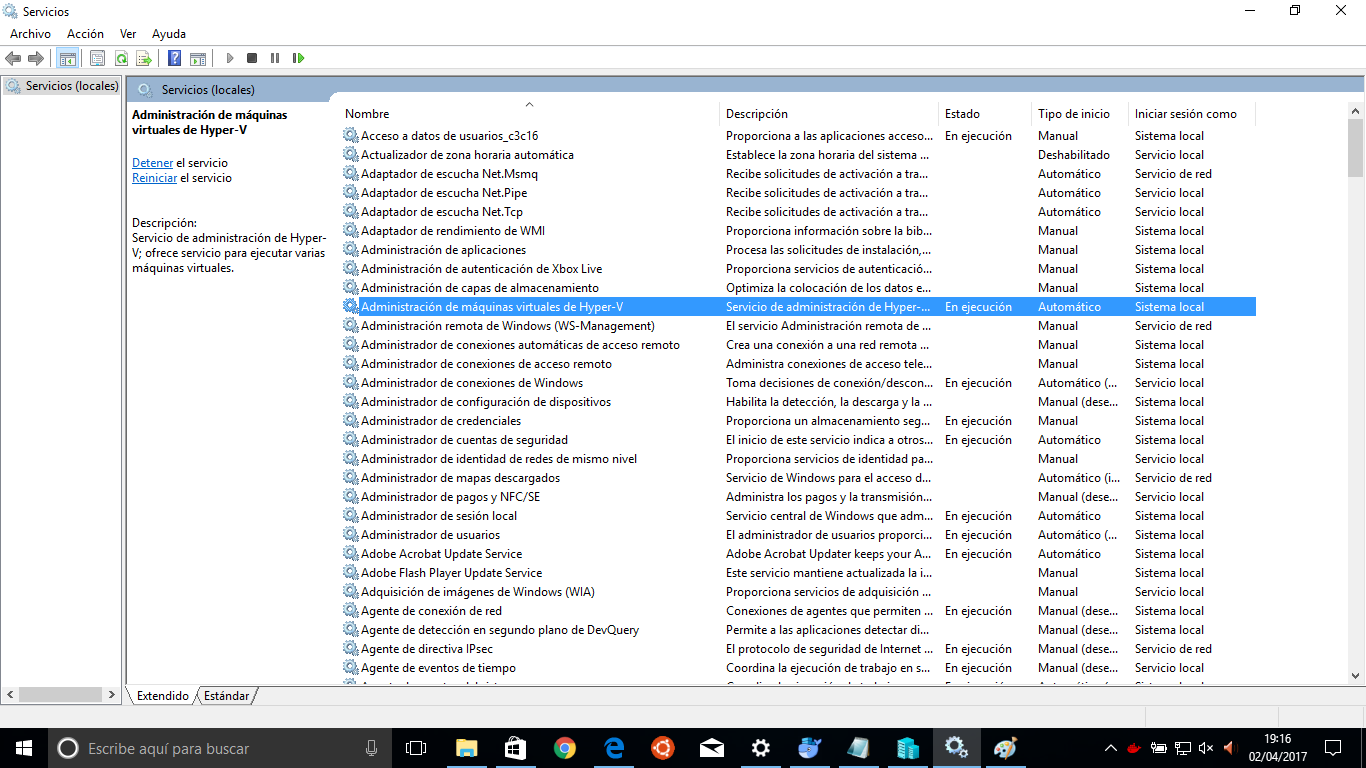 Servicios
Archivo Acción Ver Ayuda
Servicios (locales)
Servicios (locales)
Administración de máquinas
virtuales de Hyper-V
Detener el servicio
Reiniciar el servicio
Descripción:
Servicio de administración de Hyper-
V; ofrece servicio para ejecutar varias
máquinas virtuales.
Nombre Descripción Estado Tipo de inicio Iniciar sesión como
Acceso a datos de usuarios_c3c16 Proporciona a las aplicaciones acceso... En ejecución Manual Sistema local
Actualizador de zona horaria automática Establece la zona horaria del sistema ... Deshabilitado Servicio local
Adaptador de escucha Net.Msmq Recibe solicitudes de activación a tra... Automático Servicio de red
Adaptador de escucha Net.Pipe Recibe solicitudes de activación a tra... Automático Servicio local
Adaptador de escucha Net.Tcp Recibe solicitudes de activación a tra... Automático Servicio local
Adaptador de rendimiento de WMI Proporciona información sobre la bib... Manual Sistema local
Administración de aplicaciones Procesa las solicitudes de instalación,... Manual Sistema local
Administración de autenticación de Xbox Live Proporciona servicios de autenticació... Manual Sistema local
Administración de capas de almacenamiento Optimiza la colocación de los datos e... Manual Sistema local
Administración de máquinas virtuales de Hyper-V Servicio de administración de Hyper-... En ejecución Automático Sistema local
Administración remota de Windows (WS-Management) El servicio Administración remota de ... Manual Servicio de red
Administrador de conexiones automáticas de acceso remoto Crea una conexión a una red remota ... Manual Sistema local
Administrador de conexiones de acceso remoto Administra conexiones de acceso tele... Manual Sistema local
Administrador de conexiones de Windows Toma decisiones de conexión/descon... En ejecución Automático (... Servicio local
Administrador de configuración de dispositivos Habilita la detección, la descarga y la ... Manual (dese... Sistema local
Administrador de credenciales Proporciona un almacenamiento seg... En ejecución Manual Sistema local
Administrador de cuentas de seguridad El inicio de este servicio indica a otros... En ejecución Automático Sistema local
Administrador de identidad de redes de mismo nivel Proporciona servicios de identidad pa... Manual Servicio local
Administrador de mapas descargados Servicio de Windows para el acceso d... Automático (i... Servicio de red
Administrador de pagos y NFC/SE Administra los pagos y la transmisión... Manual (dese... Servicio local
Administrador de sesión local Servicio central de Windows que adm... En ejecución Automático Sistema local
Administrador de usuarios El administrador de usuarios proporci... En ejecución Automático (... Sistema local
Adobe Acrobat Update Service Adobe Acrobat Updater keeps your A... En ejecución Automático Sistema local
Adobe Flash Player Update Service Este servicio mantiene actualizada la i... Manual Sistema local
Adquisición de imágenes de Windows (WIA) Proporciona servicios de adquisición ... Manual Servicio local
Agente de conexión de red Conexiones de agentes que permiten ... En ejecución Manual (dese... Sistema local
Agente de detección en segundo plano de DevQuery Permite a las aplicaciones detectar di... Manual (dese... Sistema local
Agente de directiva IPsec El protocolo de seguridad de Internet ... En ejecución Manual (dese... Servicio de red
Agente de eventos de tiempo Coordina la ejecución de trabajo en s... En ejecución Manual (dese... Servicio local
Extendido Estándar
Escribe aquí para buscar
19:16
02/04/2017